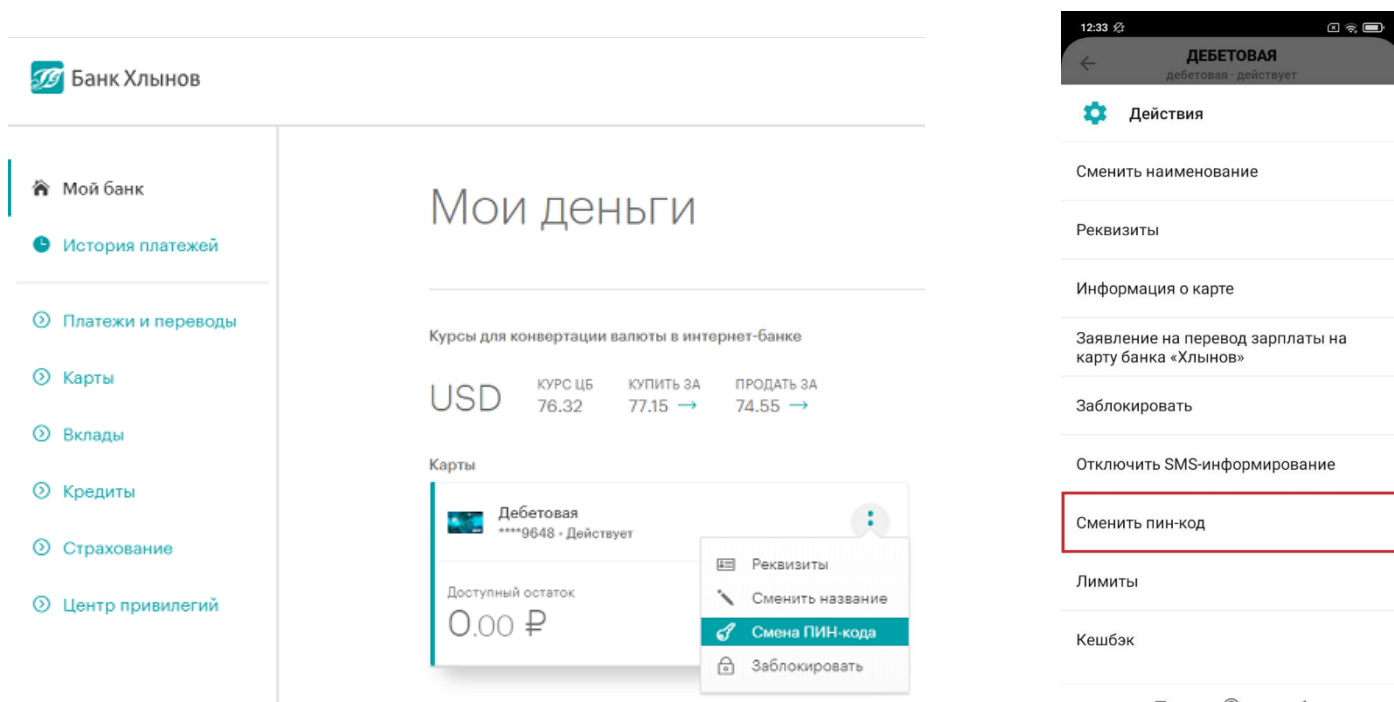 Банк Хлынов
Мой банк
История платежей
Платежи и переводы
Карты
Вклады
Кредиты
Страхование
Центр привилегий
Мои деньги
Курсы для конвертации валюты в интернет-банке
USD
КУРС ЦБ КУПИТЬ ЗА ПРОДАТЬ ЗА
76.32 77.15 → 74.55 →
Карты
Дебетовая
****9648 • Действует
Доступный остаток
0.00 ₽
Реквизиты
Сменить название
Смена ПИН-кода
Заблокировать
12:33
ДЕБЕТОВАЯ
дебетовая · действует
Действия
Сменить наименование
Реквизиты
Информация о карте
Заявление на перевод зарплаты на
карту банка «Хлынов»
Заблокировать
Отключить SMS-информирование
Сменить пин-код
Лимиты
Кешбэк